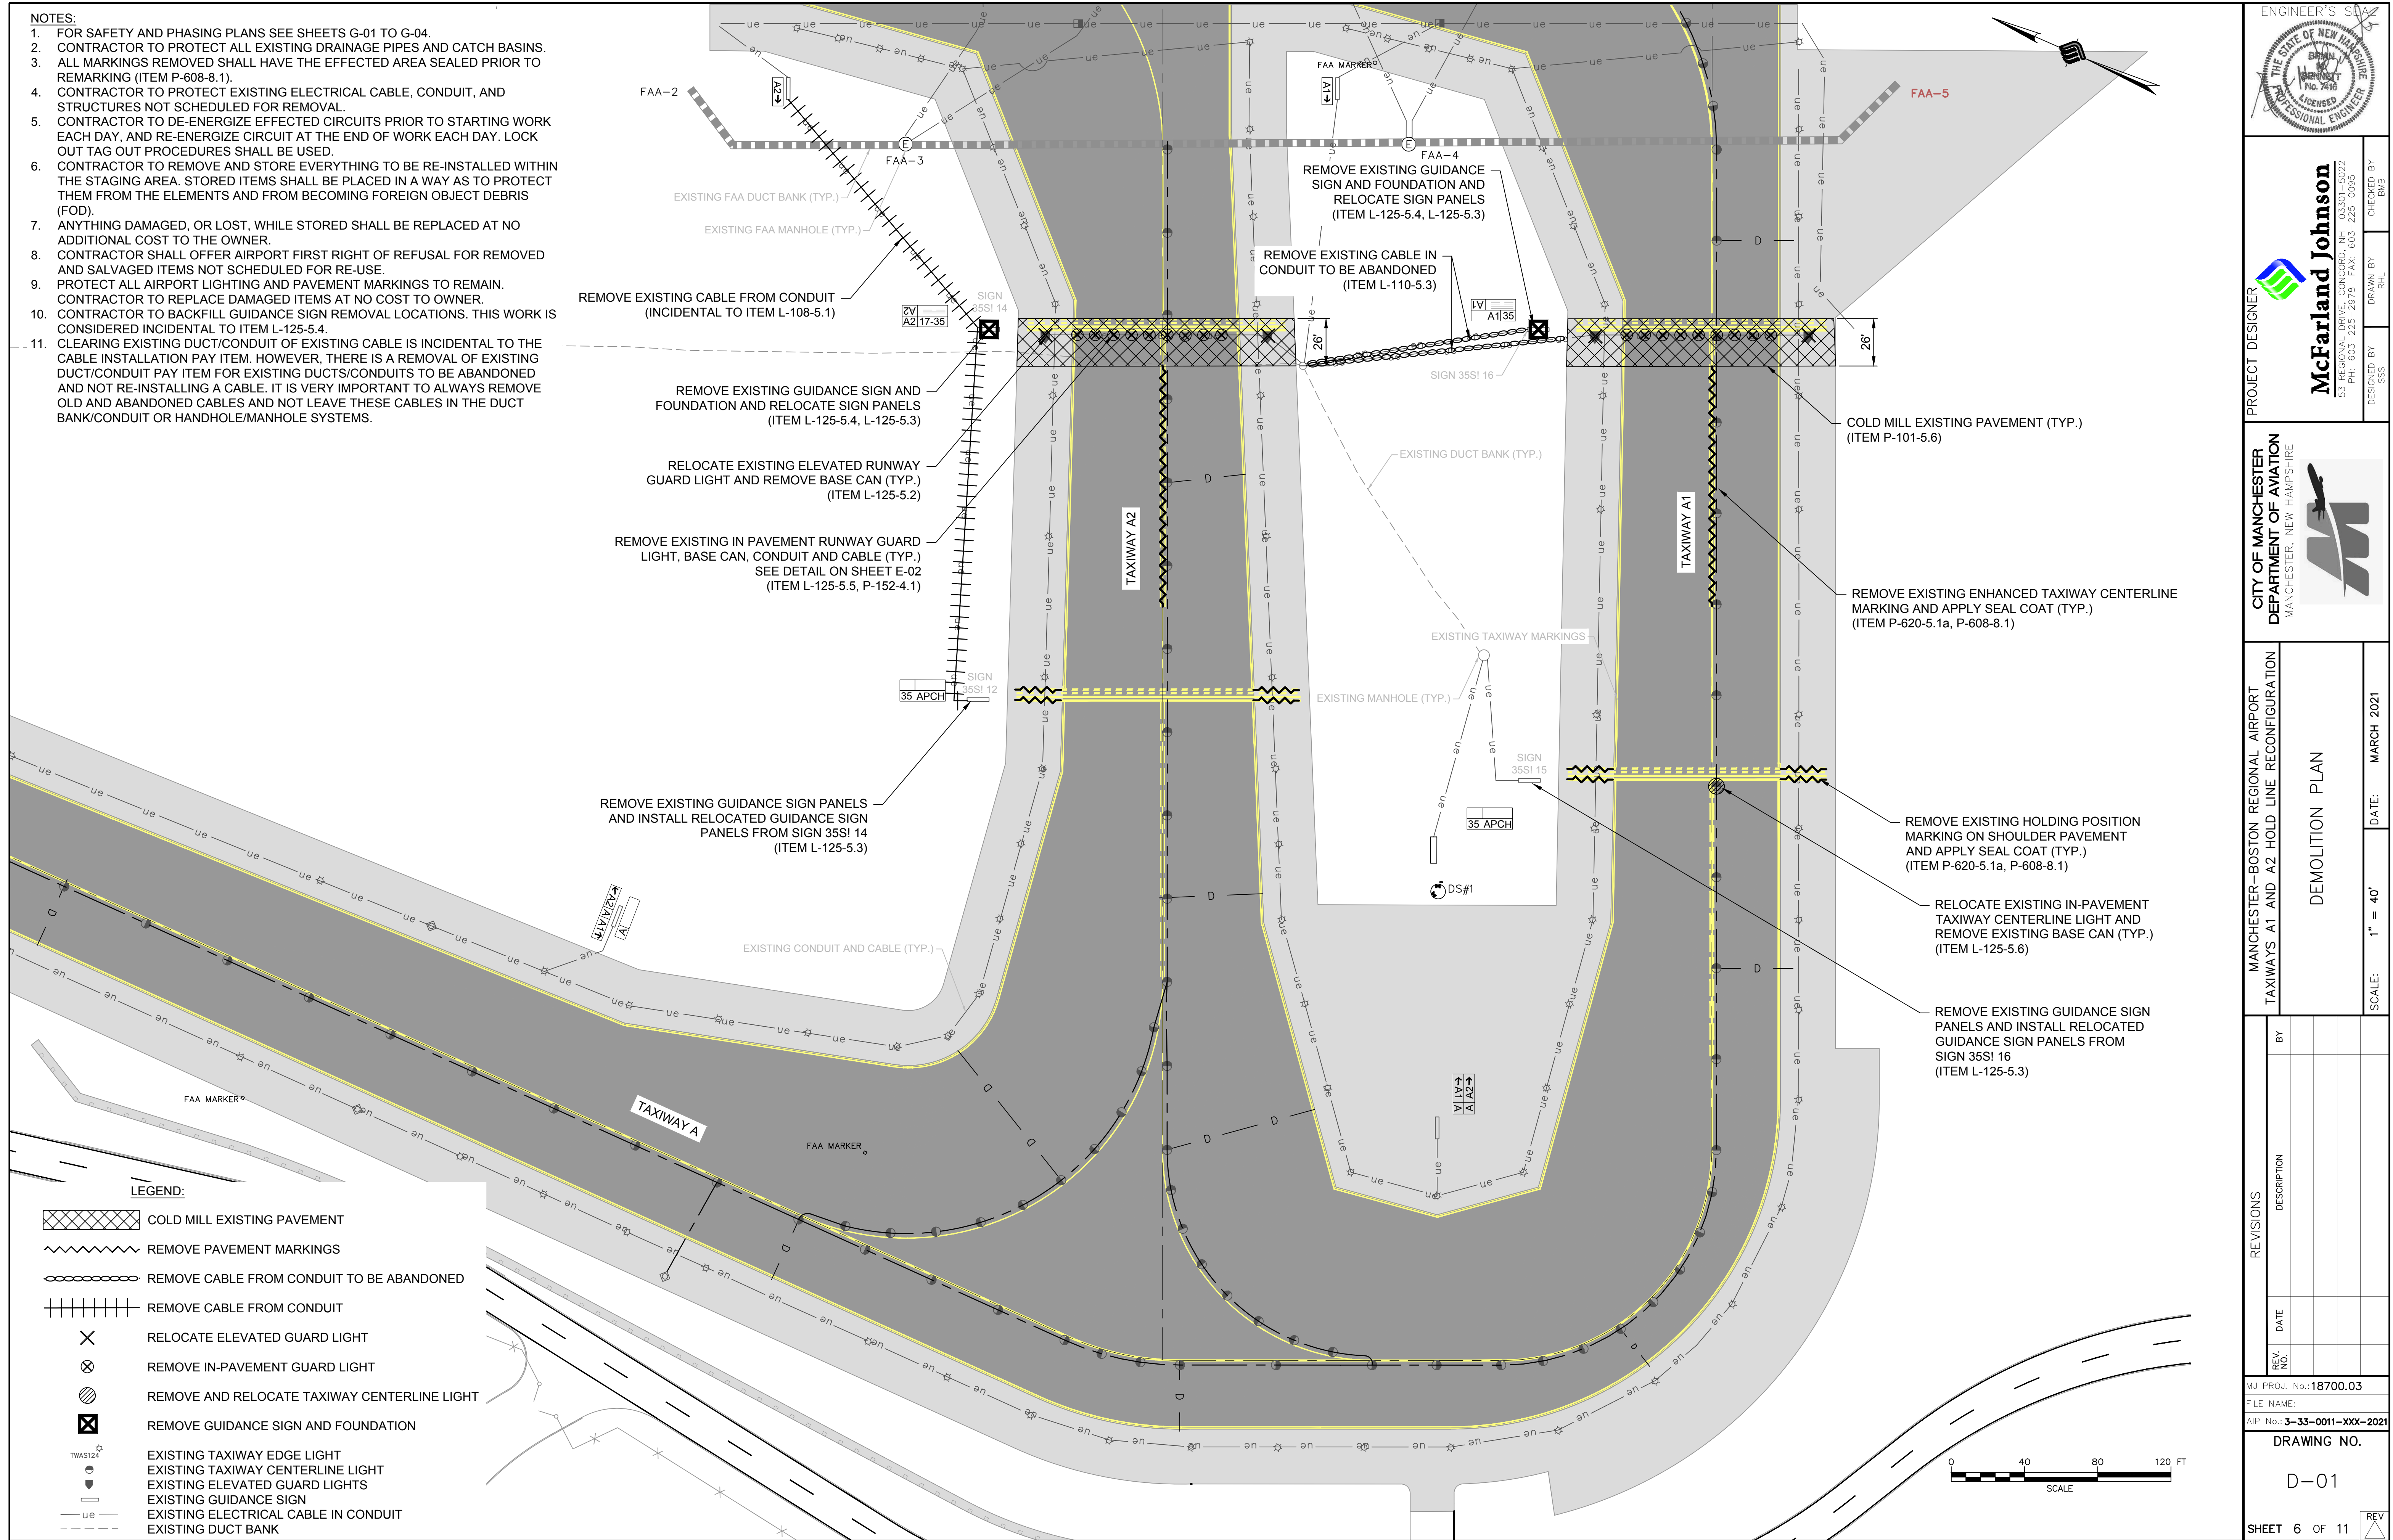 NOTES:
1. FOR SAFETY AND PHASING PLANS SEE SHEETS G-01 TO G-04.
2. CONTRACTOR TO PROTECT ALL EXISTING DRAINAGE PIPES AND CATCH BASINS.
3. ALL MARKINGS REMOVED SHALL HAVE THE EFFECTED AREA SEALED PRIOR TO
REMARKING (ITEM P-608-8.1).
4. CONTRACTOR TO PROTECT EXISTING ELECTRICAL CABLE, CONDUIT, AND
STRUCTURES NOT SCHEDULED FOR REMOVAL.
5. CONTRACTOR TO DE-ENERGIZE EFFECTED CIRCUITS PRIOR TO STARTING WORK
EACH DAY, AND RE-ENERGIZE CIRCUIT AT THE END OF WORK EACH DAY. LOCK
OUT TAG OUT PROCEDURES SHALL BE USED.
6. CONTRACTOR TO REMOVE AND STORE EVERYTHING TO BE RE-INSTALLED WITHIN
THE STAGING AREA. STORED ITEMS SHALL BE PLACED IN A WAY AS TO PROTECT
THEM FROM THE ELEMENTS AND FROM BECOMING FOREIGN OBJECT DEBRIS
(FOD).
7. ANYTHING DAMAGED, OR LOST, WHILE STORED SHALL BE REPLACED AT NO
ADDITIONAL COST TO THE OWNER.
8. CONTRACTOR SHALL OFFER AIRPORT FIRST RIGHT OF REFUSAL FOR REMOVED
AND SALVAGED ITEMS NOT SCHEDULED FOR RE-USE.
9. PROTECT ALL AIRPORT LIGHTING AND PAVEMENT MARKINGS TO REMAIN.
CONTRACTOR TO REPLACE DAMAGED ITEMS AT NO COST TO OWNER.
10. CONTRACTOR TO BACKFILL GUIDANCE SIGN REMOVAL LOCATIONS. THIS WORK IS
CONSIDERED INCIDENTAL TO ITEM L-125-5.4.
11. CLEARING EXISTING DUCT/CONDUIT OF EXISTING CABLE IS INCIDENTAL TO THE
CABLE INSTALLATION PAY ITEM. HOWEVER, THERE IS A REMOVAL OF EXISTING
DUCT/CONDUIT PAY ITEM FOR EXISTING DUCTS/CONDUITS TO BE ABANDONED
AND NOT RE-INSTALLING A CABLE. IT IS VERY IMPORTANT TO ALWAYS REMOVE
OLD AND ABANDONED CABLES AND NOT LEAVE THESE CABLES IN THE DUCT
BANK/CONDUIT OR HANDHOLE/MANHOLE SYSTEMS.
FAA-2
A2→
E
FAA-3
EXISTING FAA DUCT BANK (TYP.)
EXISTING FAA MANHOLE (TYP.)
FAA MARKER
A1→
E
FAA-4
FAA-5
REMOVE EXISTING GUIDANCE
SIGN AND FOUNDATION AND
RELOCATE SIGN PANELS
(ITEM L-125-5.4, L-125-5.3)
REMOVE EXISTING CABLE IN
CONDUIT TO BE ABANDONED
(ITEM L-110-5.3)
REMOVE EXISTING CABLE FROM CONDUIT
(INCIDENTAL TO ITEM L-108-5.1)
A2
A2 17-35
SIGN
35S! 14
A1
A1 35
26'
26'
SIGN 35S! 16
REMOVE EXISTING GUIDANCE SIGN AND
FOUNDATION AND RELOCATE SIGN PANELS
(ITEM L-125-5.4, L-125-5.3)
RELOCATE EXISTING ELEVATED RUNWAY
GUARD LIGHT AND REMOVE BASE CAN (TYP.)
(ITEM L-125-5.2)
REMOVE EXISTING IN PAVEMENT RUNWAY GUARD
LIGHT, BASE CAN, CONDUIT AND CABLE (TYP.)
SEE DETAIL ON SHEET E-02
(ITEM L-125-5.5, P-152-4.1)
COLD MILL EXISTING PAVEMENT (TYP.)
(ITEM P-101-5.6)
EXISTING DUCT BANK (TYP.)
TAXIWAY A2
TAXIWAY A1
REMOVE EXISTING ENHANCED TAXIWAY CENTERLINE
MARKING AND APPLY SEAL COAT (TYP.)
(ITEM P-620-5.1a, P-608-8.1)
EXISTING TAXIWAY MARKINGS
EXISTING MANHOLE (TYP.)
35 APCH
SIGN
35S! 12
SIGN
35S! 15
35 APCH
REMOVE EXISTING GUIDANCE SIGN PANELS
AND INSTALL RELOCATED GUIDANCE SIGN
PANELS FROM SIGN 35S! 14
(ITEM L-125-5.3)
REMOVE EXISTING HOLDING POSITION
MARKING ON SHOULDER PAVEMENT
AND APPLY SEAL COAT (TYP.)
(ITEM P-620-5.1a, P-608-8.1)
DS#1
RELOCATE EXISTING IN-PAVEMENT
TAXIWAY CENTERLINE LIGHT AND
REMOVE EXISTING BASE CAN (TYP.)
(ITEM L-125-5.6)
←A2 A A1↑
A
EXISTING CONDUIT AND CABLE (TYP.)
REMOVE EXISTING GUIDANCE SIGN
PANELS AND INSTALL RELOCATED
GUIDANCE SIGN PANELS FROM
SIGN 35S! 16
(ITEM L-125-5.3)
FAA MARKER
TAXIWAY A
FAA MARKER
←A1 A
←A2 A
ue
D
LEGEND:
COLD MILL EXISTING PAVEMENT
REMOVE PAVEMENT MARKINGS
REMOVE CABLE FROM CONDUIT TO BE ABANDONED
REMOVE CABLE FROM CONDUIT
RELOCATE ELEVATED GUARD LIGHT
REMOVE IN-PAVEMENT GUARD LIGHT
REMOVE AND RELOCATE TAXIWAY CENTERLINE LIGHT
REMOVE GUIDANCE SIGN AND FOUNDATION
TWAS124 EXISTING TAXIWAY EDGE LIGHT
EXISTING TAXIWAY CENTERLINE LIGHT
EXISTING ELEVATED GUARD LIGHTS
EXISTING GUIDANCE SIGN
ue EXISTING ELECTRICAL CABLE IN CONDUIT
EXISTING DUCT BANK
0 40 80 120 FT
SCALE
ENGINEER'S SEAL
THE STATE OF NEW HAMPSHIRE
BRIAN
M.
BENNETT
No. 7416
LICENSED
PROFESSIONAL ENGINEER
PROJECT DESIGNER
McFarland Johnson
53 REGIONAL DRIVE, CONCORD, NH 03301-5022
PH: 603-225-2978 FAX: 603-225-0095
DESIGNED BY
SSS
DRAWN BY
RHL
CHECKED BY
BMB
CITY OF MANCHESTER
DEPARTMENT OF AVIATION
MANCHESTER, NEW HAMPSHIRE
MANCHESTER-BOSTON REGIONAL AIRPORT
TAXIWAYS A1 AND A2 HOLD LINE RECONFIGURATION
DEMOLITION PLAN
SCALE: 1" = 40'
DATE: MARCH 2021
REVISIONS
REV. NO.
DATE
DESCRIPTION
BY
MJ PROJ. No.: 18700.03
FILE NAME:
AIP No.: 3-33-0011-XXX-2021
DRAWING NO.
D-01
SHEET 6 OF 11
REV